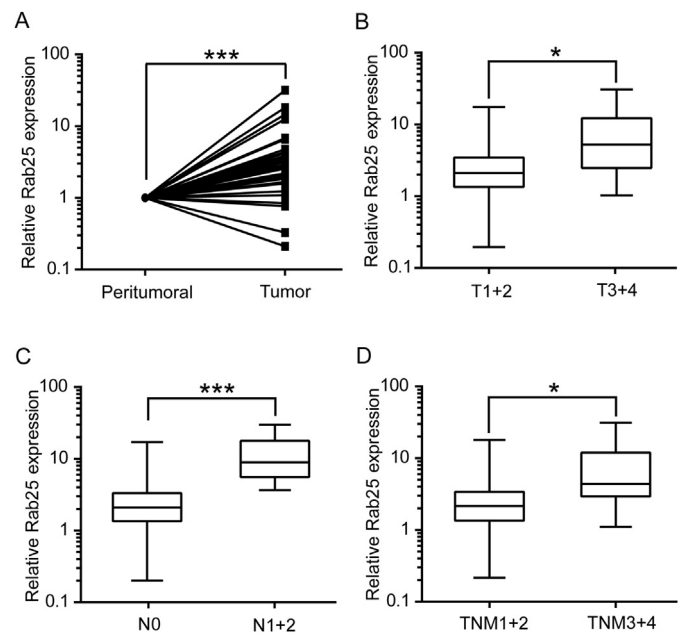 A
Relative Rab25 expression
100
10
1
0.1
***
Peritumoral
Tumor
B
Relative Rab25 expression
100
10
1
0.1
*
T1+2
T3+4
C
Relative Rab25 expression
100
10
1
0.1
***
N0
N1+2
D
Relative Rab25 expression
100
10
1
0.1
*
TNM1+2
TNM3+4